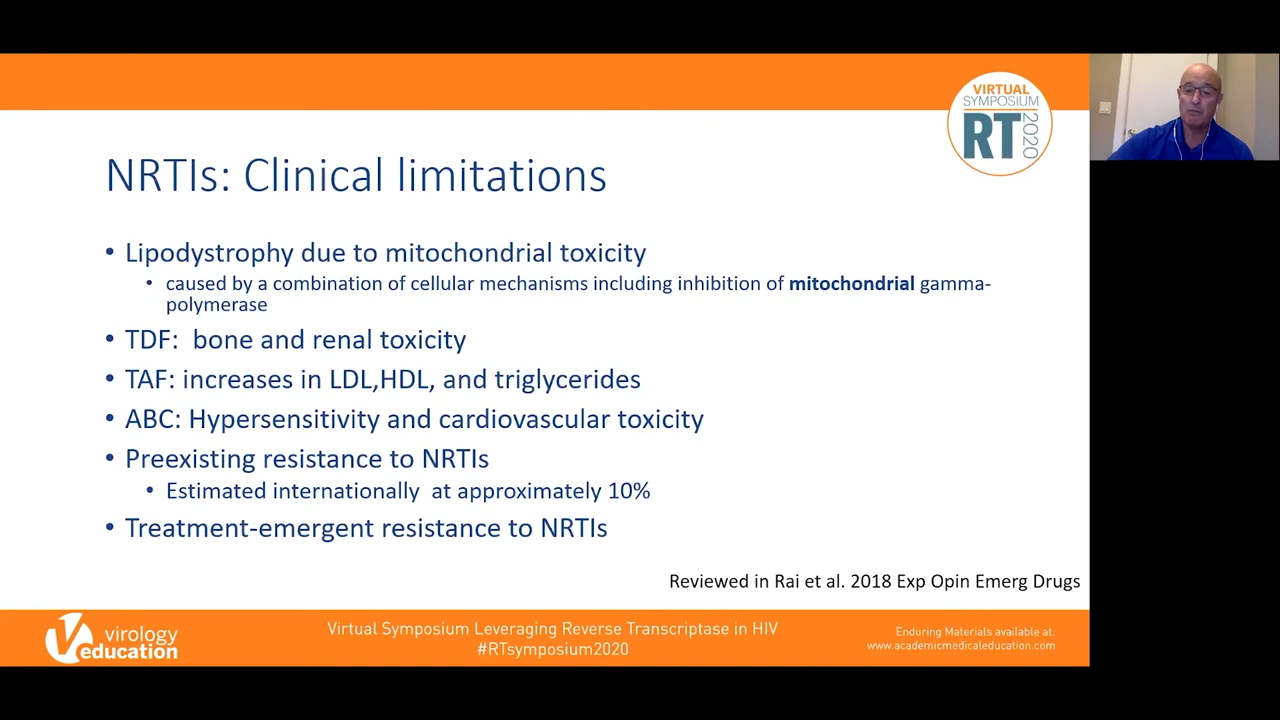 VIRTUAL
SYMPOSIUM
RT 2020
NRTIs: Clinical limitations
• Lipodystrophy due to mitochondrial toxicity
• caused by a combination of cellular mechanisms including inhibition of mitochondrial gamma-
polymerase
• TDF:  bone and renal toxicity
• TAF: increases in LDL,HDL, and triglycerides
• ABC: Hypersensitivity and cardiovascular toxicity
• Preexisting resistance to NRTIs
• Estimated internationally  at approximately 10%
• Treatment-emergent resistance to NRTIs
Reviewed in Rai et al. 2018 Exp Opin Emerg Drugs
virology
education
Virtual Symposium Leveraging Reverse Transcriptase in HIV
#RTsymposium2020
Enduring Materials available at:
www.academicmedicaleducation.com